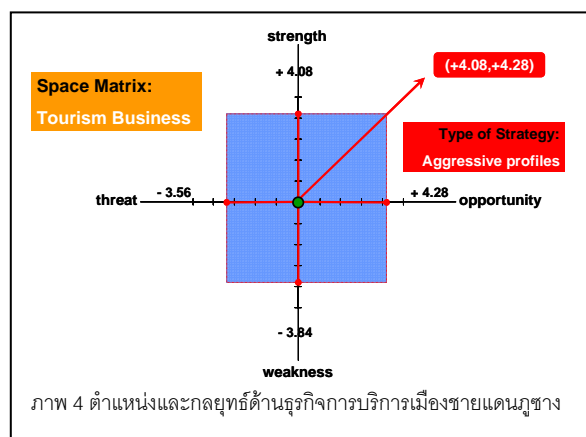 strength
+ 4.08
(+4.08,+4.28)
Space Matrix:
Tourism Business
Type of Strategy:
Aggressive profiles
threat
- 3.56
+ 4.28
opportunity
- 3.84
weakness
ภาพ 4 ตำแหน่งและกลยุทธ์ด้านธุรกิจการบริการเมืองชายแดนภูซาง